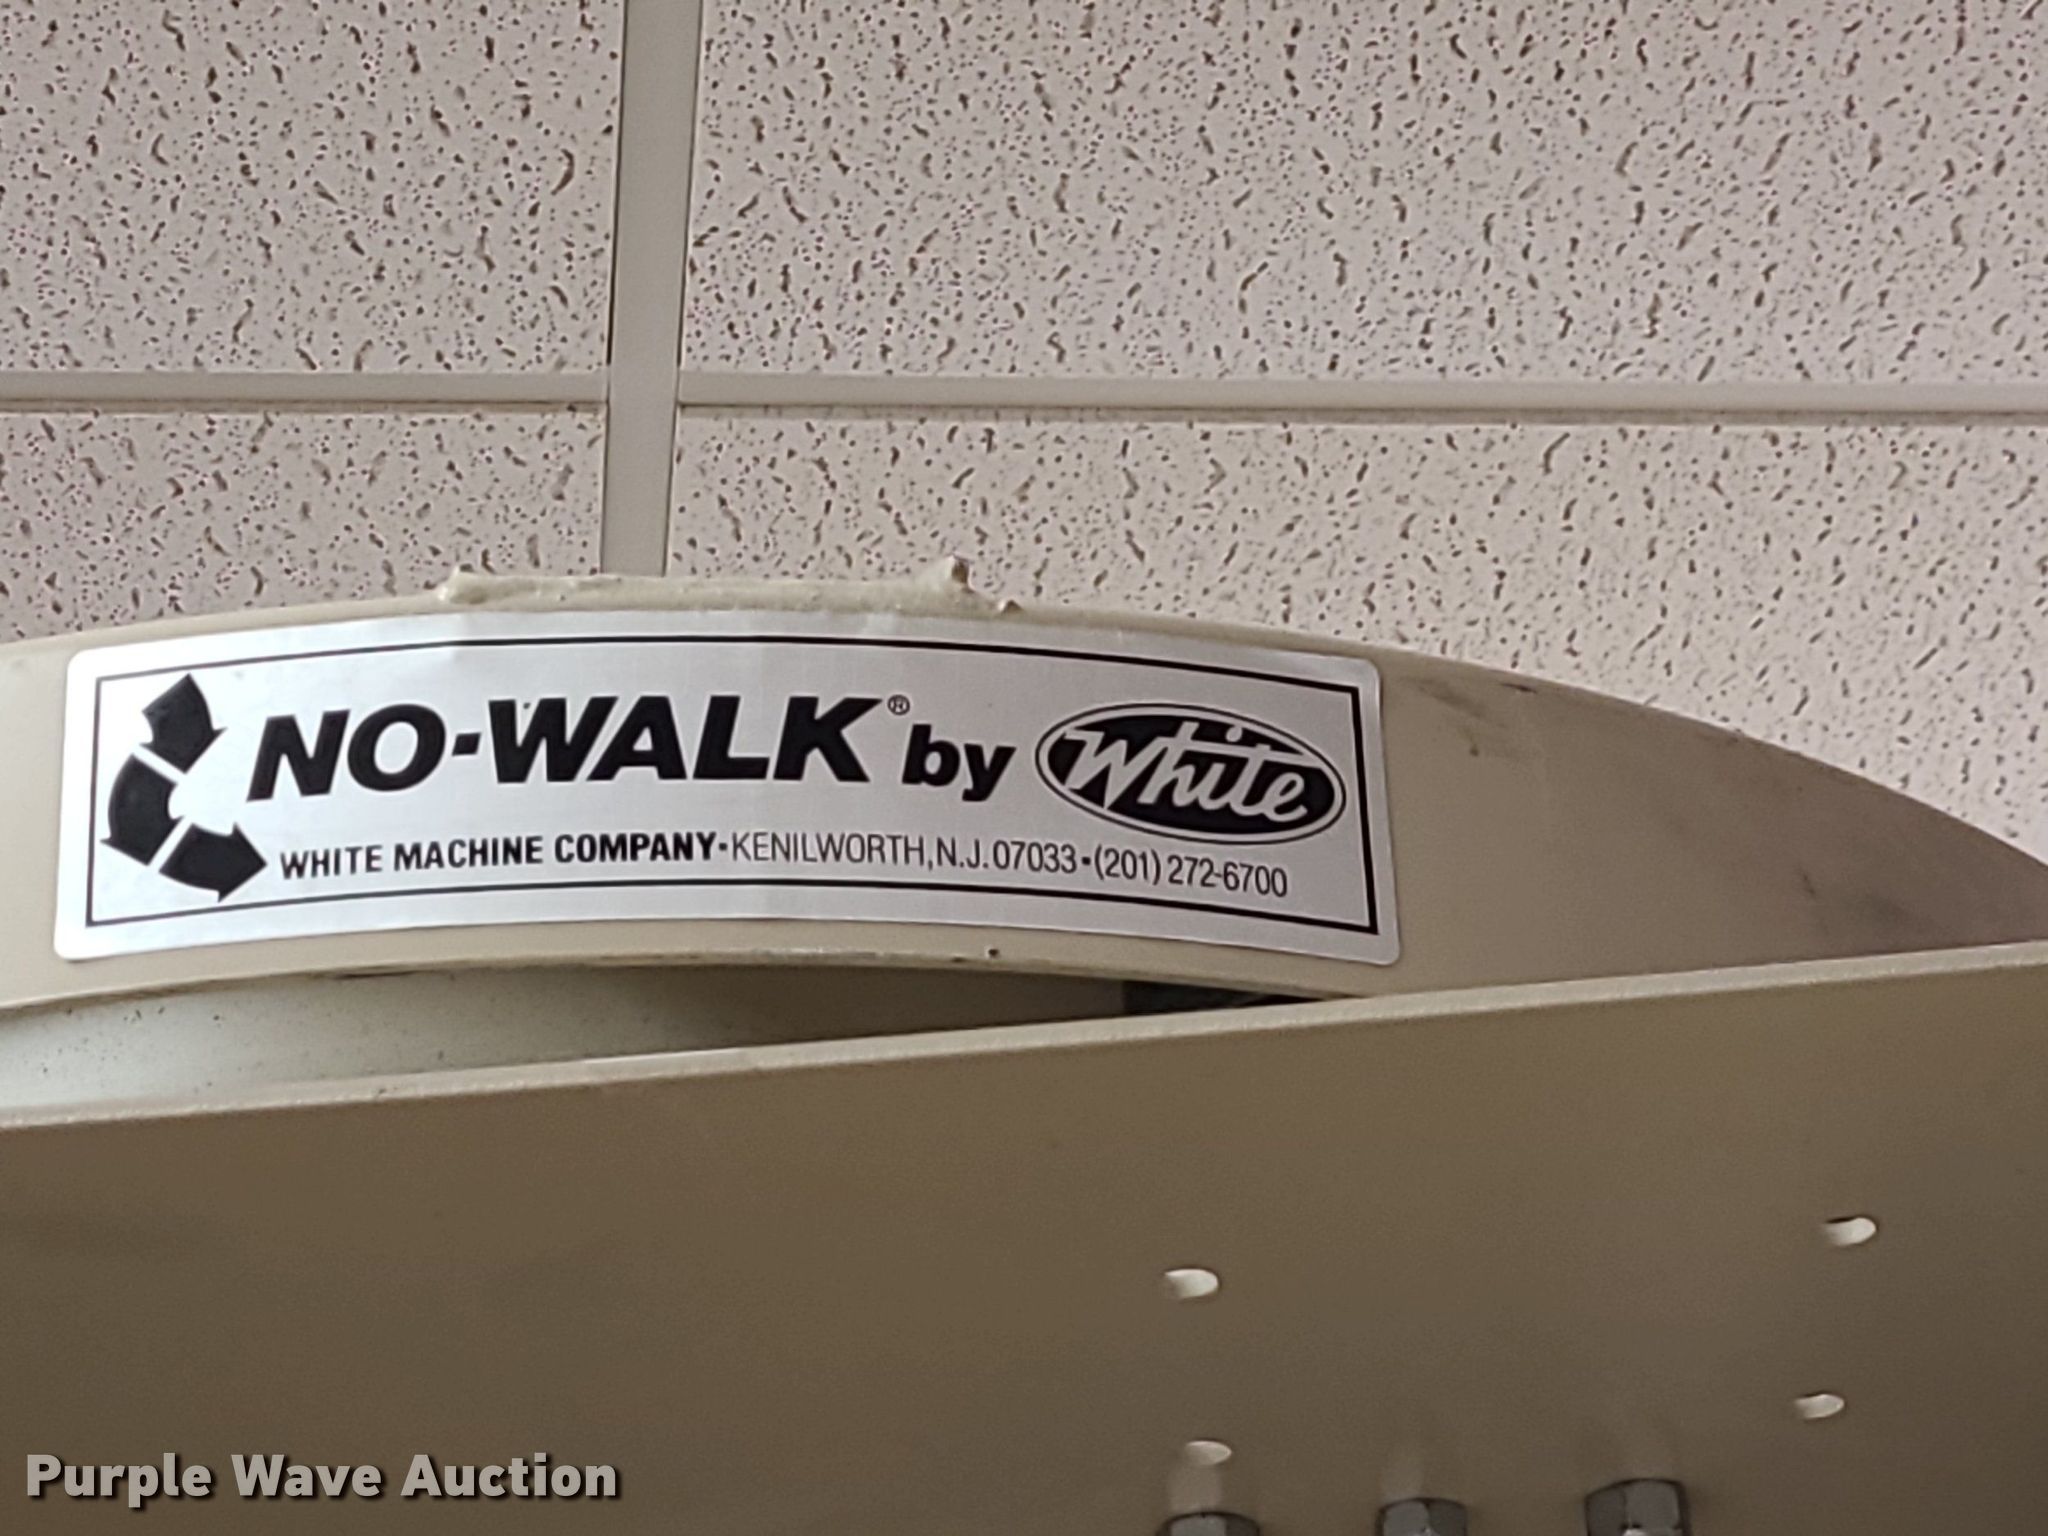 NO-WALK® by White
WHITE MACHINE COMPANY▪KENILWORTH, N.J. 07033▪(201) 272-6700
Purple Wave Auction